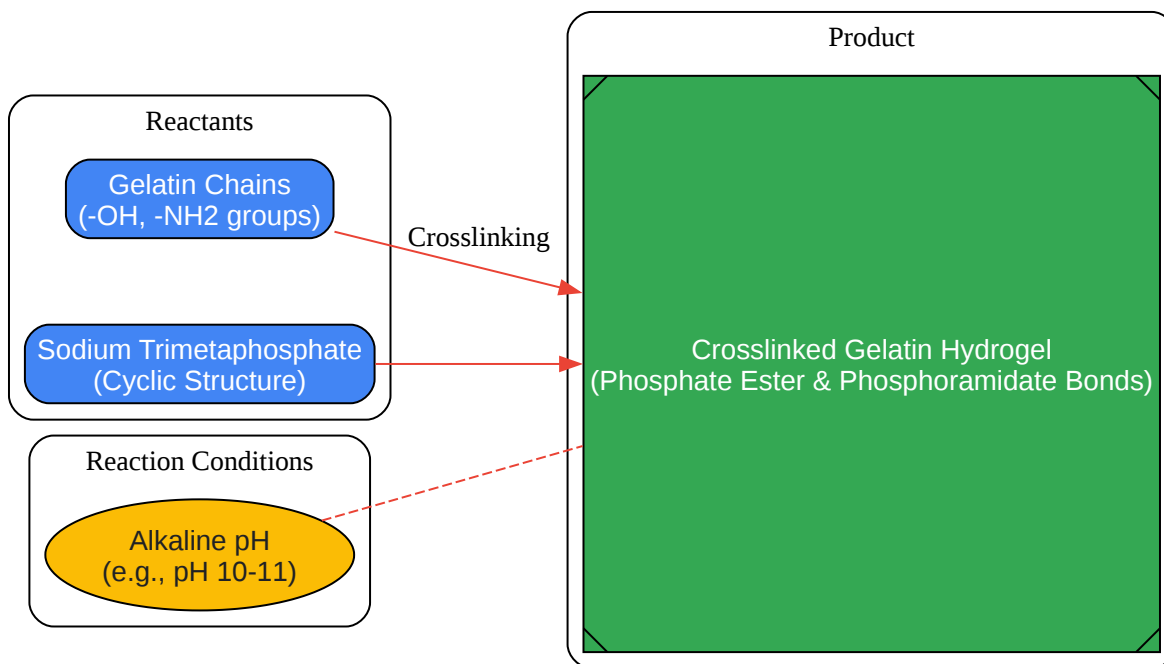 Reactants
Gelatin Chains
(-OH, -NH2 groups)
Sodium Trimetaphosphate
(Cyclic Structure)
Reaction Conditions
Alkaline pH
(e.g., pH 10-11)
Crosslinking
Product
Crosslinked Gelatin Hydrogel
(Phosphate Ester & Phosphoramidate Bonds)